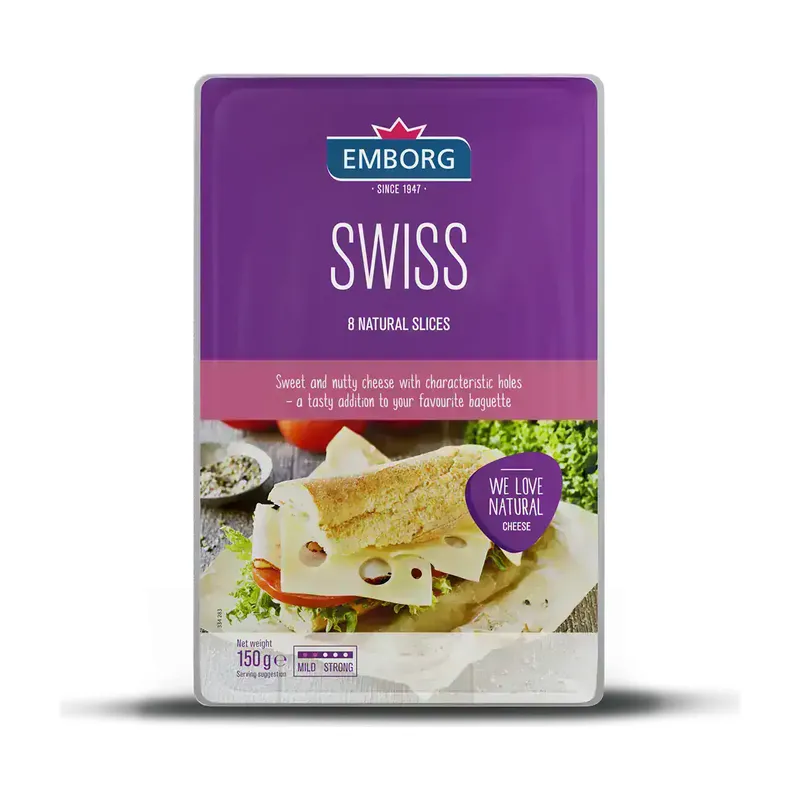 EMBORG
· SINCE 1947 ·
SWISS
8 NATURAL SLICES
Sweet and nutty cheese with characteristic holes
– a tasty addition to your favourite baguette
WE LOVE
NATURAL
CHEESE
Net weight
150 g ℮
Serving suggestion
MILD STRONG